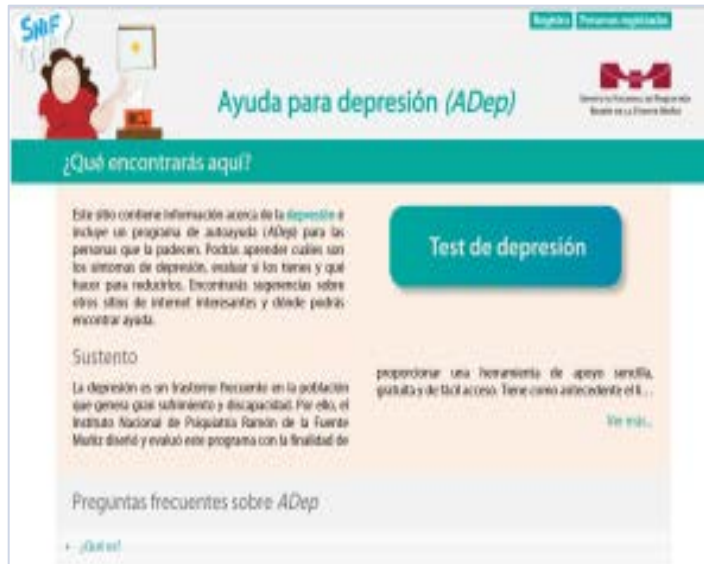 SNIF
Registro Personas registradas
Ayuda para depresión (ADep)
¿Qué encontrarás aquí?
Este sitio contiene información acerca de la depresión e
incluye un programa de autoayuda (ADep) para las
personas que la padecen. Podrás aprender cuáles son
los síntomas de depresión, evaluar si los tienes y qué
hacer para reducirlos. Encontrarás sugerencias sobre
otros sitios de internet interesantes y dónde podrás
encontrar ayuda.
Test de depresión
Sustento
La depresión es un trastorno frecuente en la población
que genera gran sufrimiento y discapacidad. Por ello, el
Instituto Nacional de Psiquiatría Ramón de la Fuente
Muñiz diseñó y evaluó este programa con la finalidad de
proporcionar una herramienta de apoyo sencilla,
gratuita y de fácil acceso. Tiene como antecedente el
Ver más...
Preguntas frecuentes sobre ADep
¿Qué es?